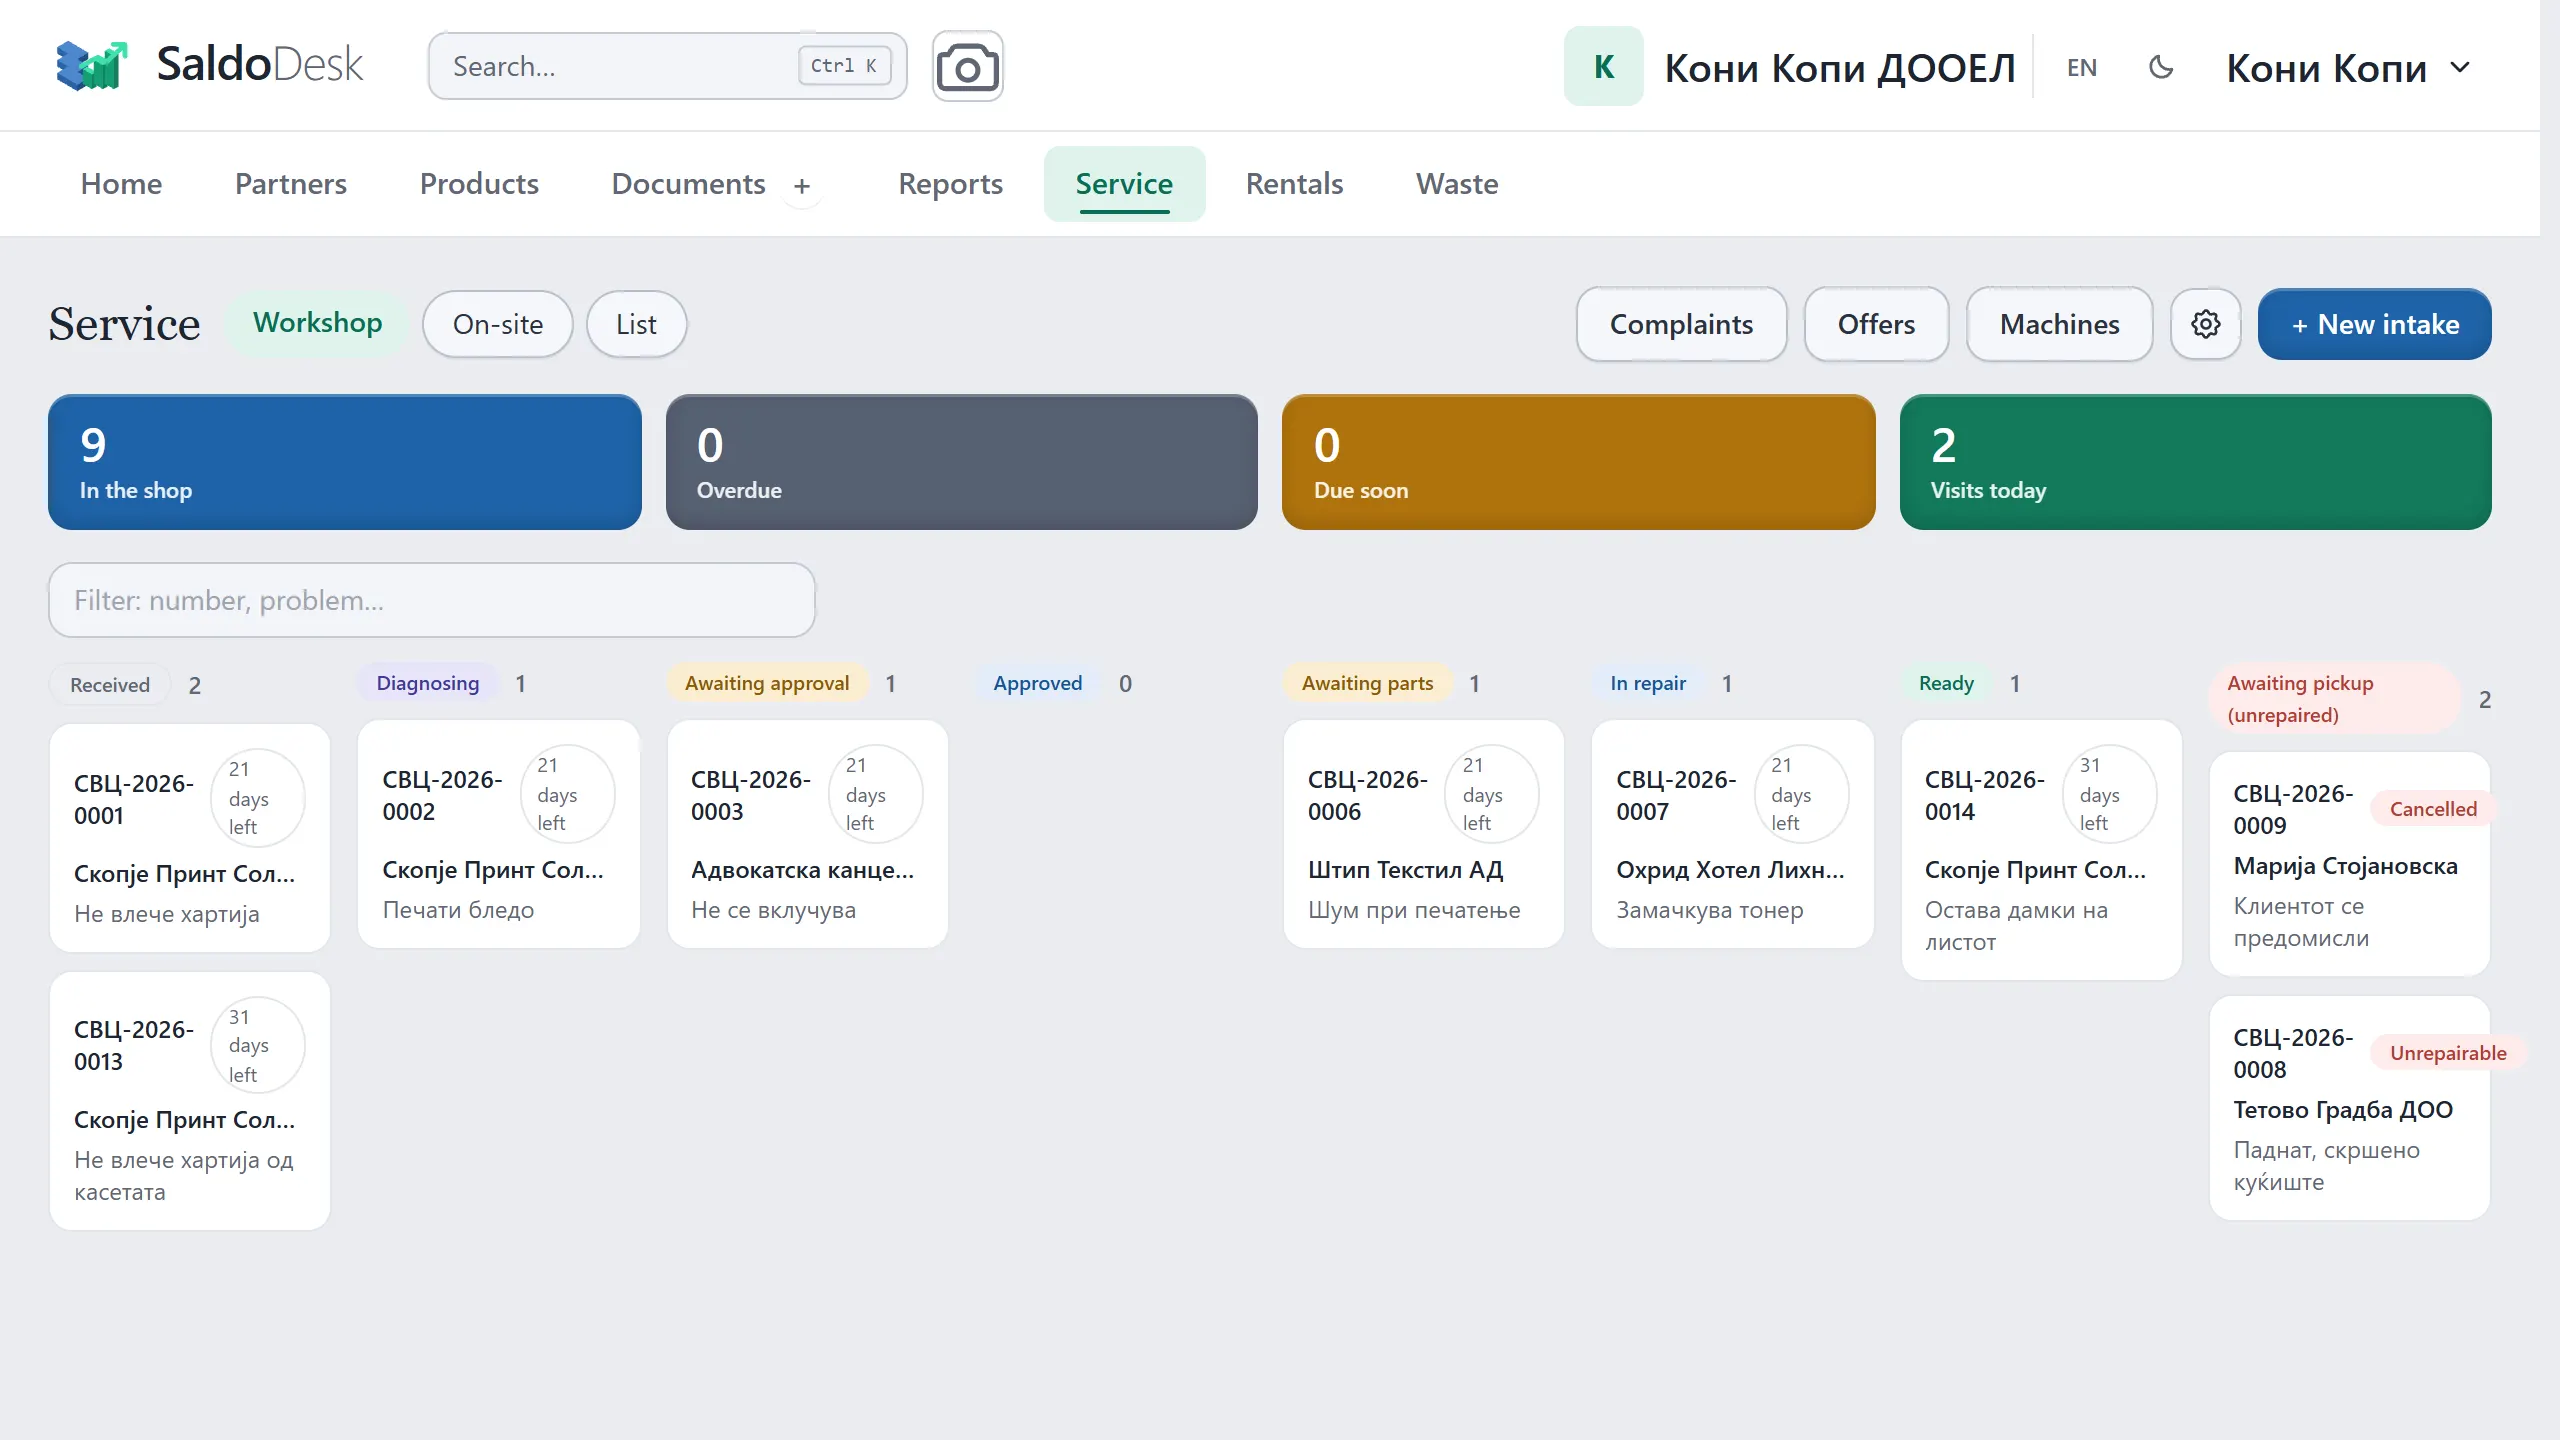 SaldoDesk
Search...
Ctrl K
K
Кони Копи ДООЕЛ
EN
Кони Копи
Home
Partners
Products
Documents +
Reports
Service
Rentals
Waste
Service
Workshop
On-site
List
Complaints
Offers
Machines
+ New intake
9
In the shop
0
Overdue
0
Due soon
2
Visits today
Filter: number, problem...
Received 2
СВЦ-2026-
0001
21
days
left
Скопје Принт Сол...
Не влече хартија
СВЦ-2026-
0013
31
days
left
Скопје Принт Сол...
Не влече хартија од
касетата
Diagnosing 1
СВЦ-2026-
0002
21
days
left
Скопје Принт Сол...
Печати бледо
Awaiting approval 1
СВЦ-2026-
0003
21
days
left
Адвокатска канце...
Не се вклучува
Approved 0
Awaiting parts 1
СВЦ-2026-
0006
21
days
left
Штип Текстил АД
Шум при печатење
In repair 1
СВЦ-2026-
0007
21
days
left
Охрид Хотел Лихн...
Замачкува тонер
Ready 1
СВЦ-2026-
0014
31
days
left
Скопје Принт Сол...
Остава дамки на
листот
Awaiting pickup
(unrepaired)
2
СВЦ-2026-
0009
Cancelled
Марија Стојановска
Клиентот се
предомисли
СВЦ-2026-
0008
Unrepairable
Тетово Градба ДОО
Паднат, скршено
куќиште